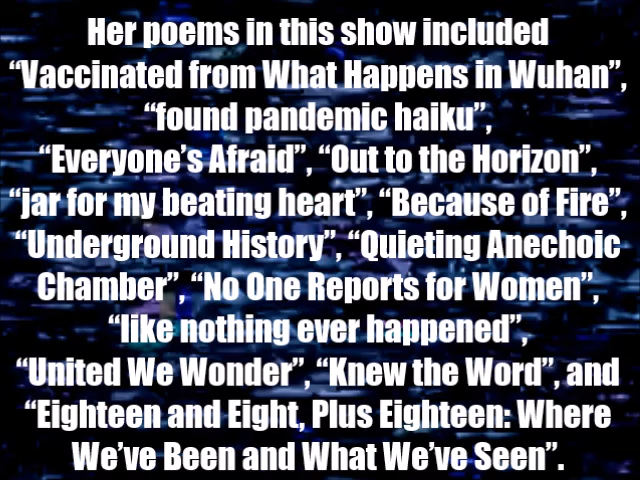 Her poems in this show included
“Vaccinated from What Happens in Wuhan”,
“found pandemic haiku”,
“Everyone’s Afraid”, “Out to the Horizon”,
“jar for my beating heart”, “Because of Fire”,
“Underground History”, “Quieting Anechoic
Chamber”, “No One Reports for Women”,
“like nothing ever happened”,
“United We Wonder”, “Knew the Word”, and
“Eighteen and Eight, Plus Eighteen: Where
We’ve Been and What We’ve Seen”.